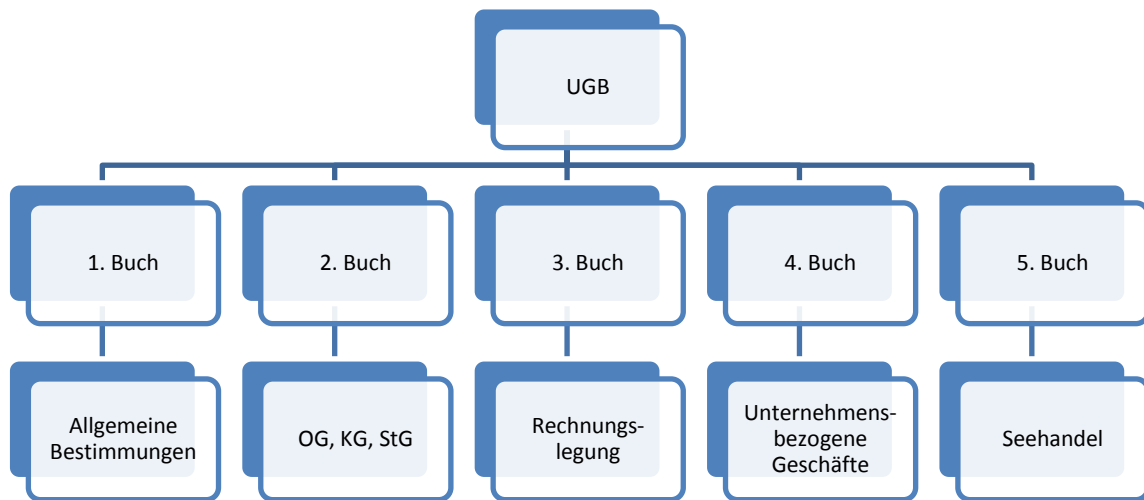 UGB
1. Buch
2. Buch
3. Buch
4. Buch
5. Buch
Allgemeine
Bestimmungen
OG, KG, StG
Rechnungs-
legung
Unternehmens-
bezogene
Geschäfte
Seehandel